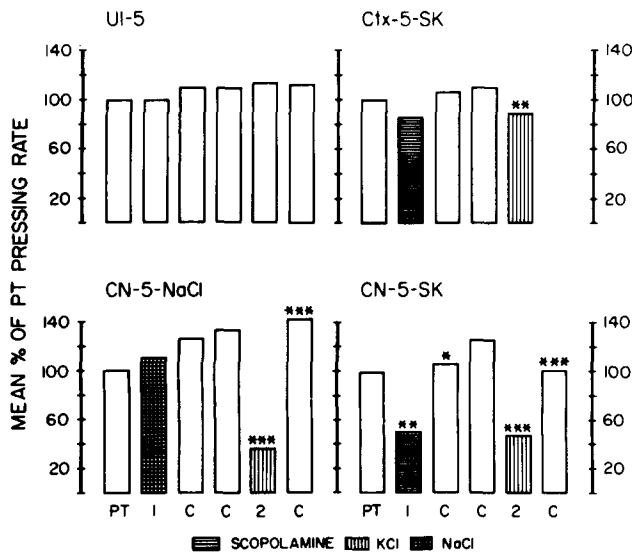 UI-5
Ctx-5-SK
140
100
60
20
140
100
60
20
**
MEAN % OF PT PRESSING RATE
CN-5-NaCl
CN-5-SK
140
100
60
20
140
100
60
20
***
***
*
**
***
***
PT 1 C C 2 C
PT 1 C C 2 C
SCOPOLAMINE KCl NaCl